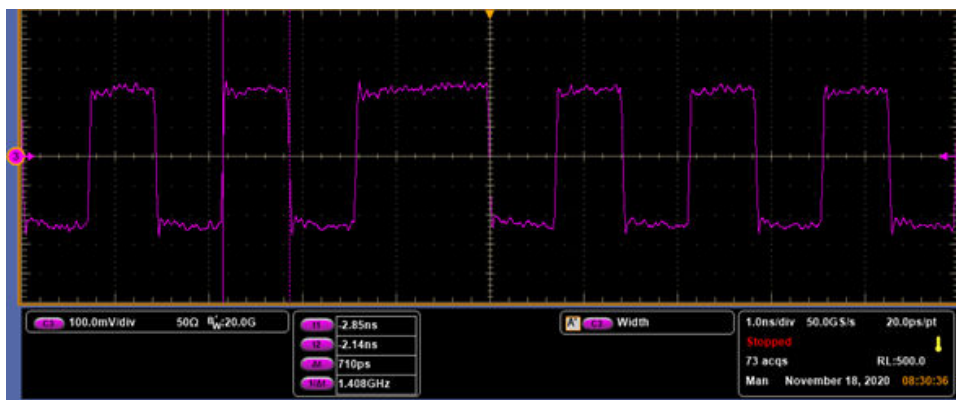 C3 100.0mV/div 50Ω BW:20.0G
t1 -2.85ns
t2 -2.14ns
Δt 710ps
1/Δt 1.408GHz
A' C3 Width
1.0ns/div 50.0GS/s 20.0ps/pt
Stopped
73 acqs RL:500.0
Man November 18, 2020 08:30:36